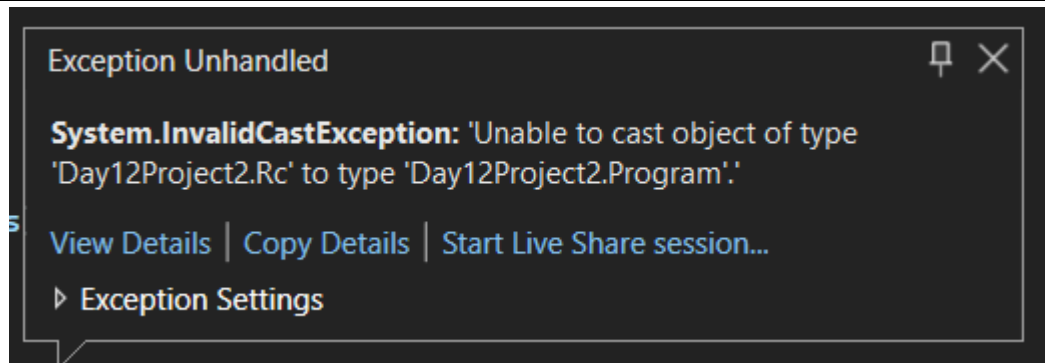 Exception Unhandled
System.InvalidCastException: 'Unable to cast object of type
'Day12Project2.Rc' to type 'Day12Project2.Program'.'
s
View Details | Copy Details | Start Live Share session...
Exception Settings